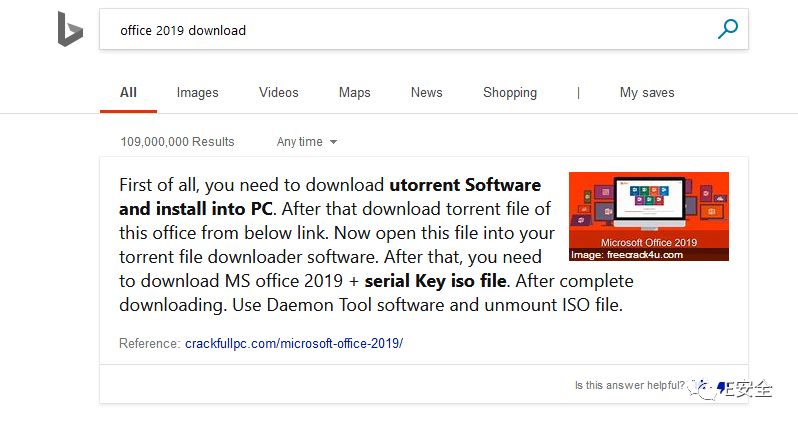 office 2019 download
All Images Videos Maps News Shopping | My saves
109,000,000 Results Any time
First of all, you need to download utorrent Software
and install into PC. After that download torrent file of
this office from below link. Now open this file into your
torrent file downloader software. After that, you need
to download MS office 2019 + serial Key iso file. After complete
downloading. Use Daemon Tool software and unmount ISO file.
Microsoft Office 2019
Image: freecrack4u.com
Reference: crackfullpc.com/microsoft-office-2019/
Is this answer helpful?
E安全